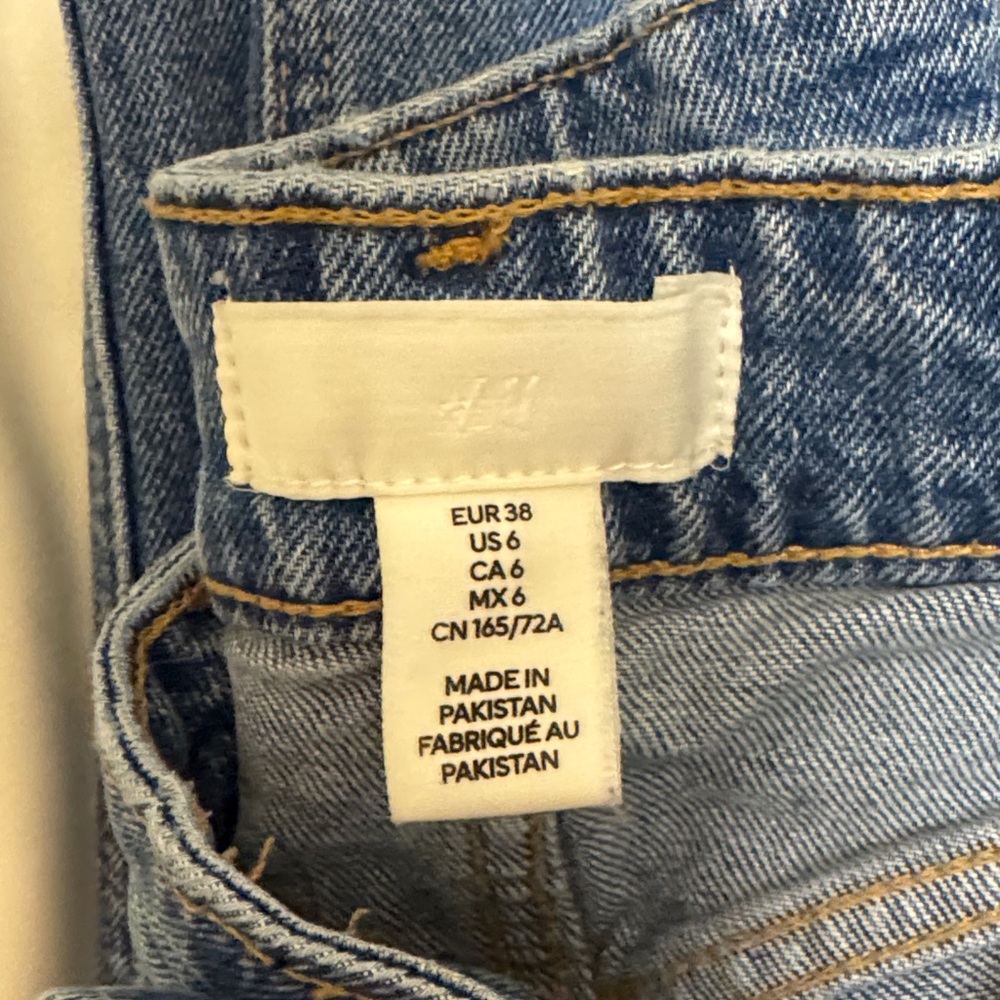 H&M
EUR 38
US 6
CA 6
MX 6
CN 165/72A
MADE IN
PAKISTAN
FABRIQUÉ AU
PAKISTAN